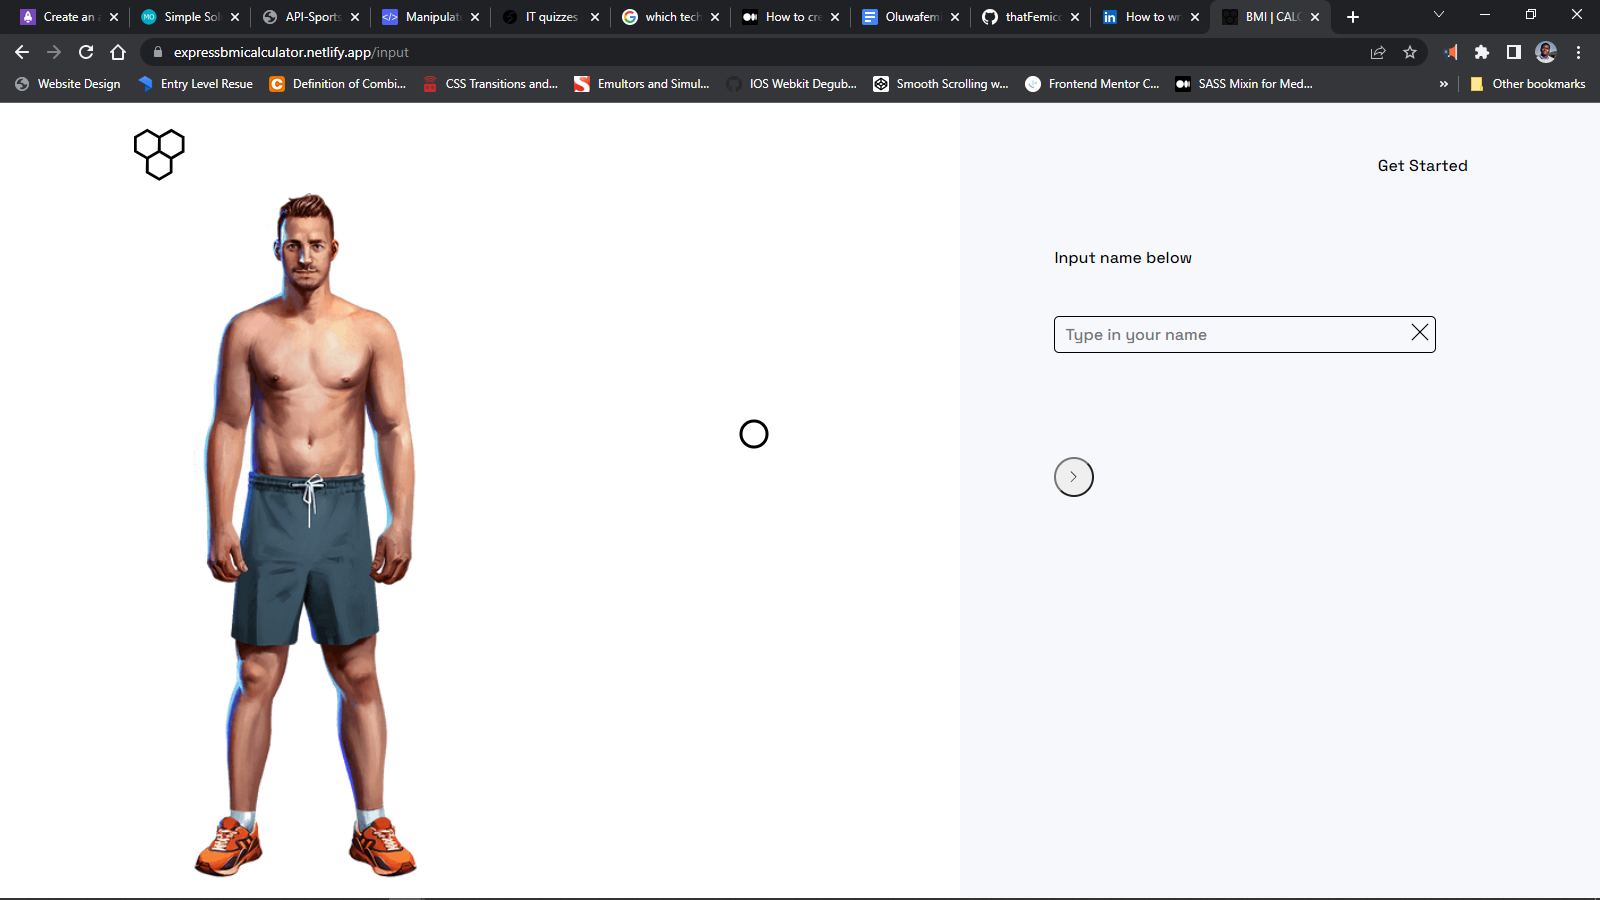 Create an a
Simple Sol
API-Sports
Manipulat
IT quizzes
which tech
How to cre
Oluwafemi
thatFemico
How to wr
BMI | CALC
expressbmicalculator.netlify.app/input
Website Design
Entry Level Resue
Definition of Combi...
CSS Transitions and...
Emultors and Simul...
IOS Webkit Degub...
Smooth Scrolling w...
Frontend Mentor C...
SASS Mixin for Med...
»
Other bookmarks
Get Started
Input name below
Type in your name